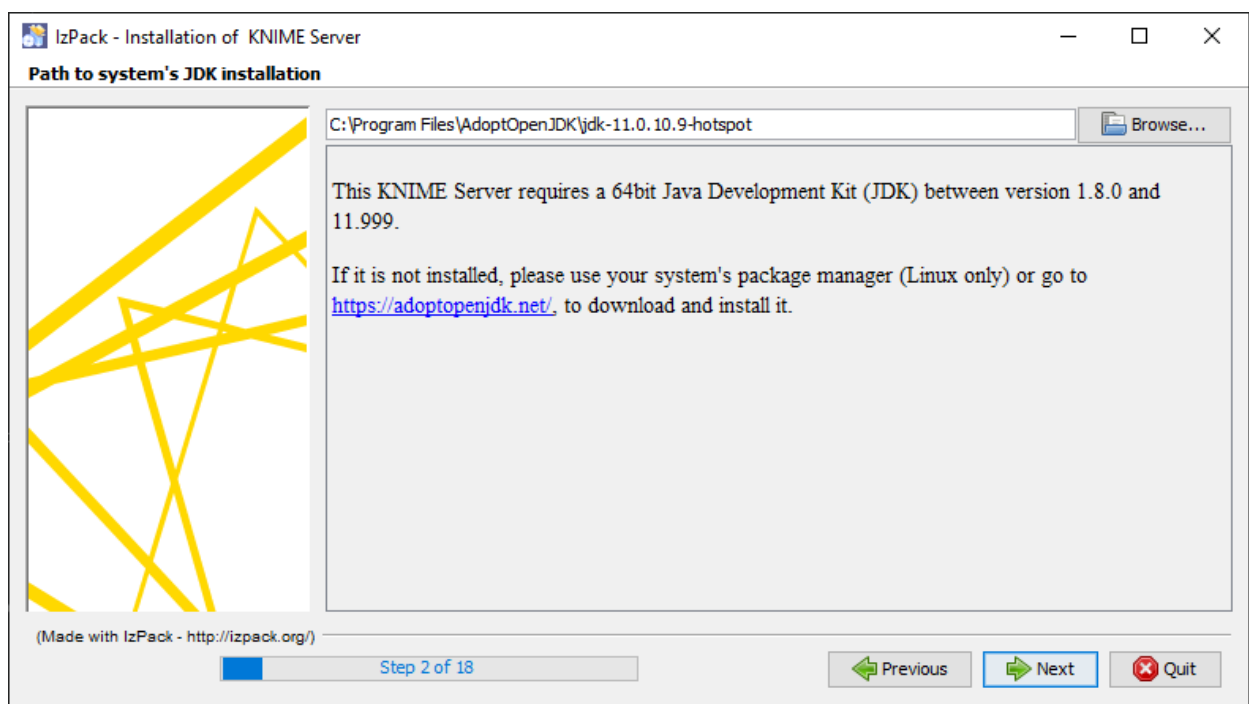 IzPack - Installation of KNIME Server
Path to system's JDK installation
C:\Program Files\AdoptOpenJDK\jdk-11.0.10.9-hotspot
Browse...
This KNIME Server requires a 64bit Java Development Kit (JDK) between version 1.8.0 and
11.999.
If it is not installed, please use your system's package manager (Linux only) or go to
https://adoptopenjdk.net/, to download and install it.
(Made with IzPack - http://izpack.org/)
Step 2 of 18
Previous
Next
Quit